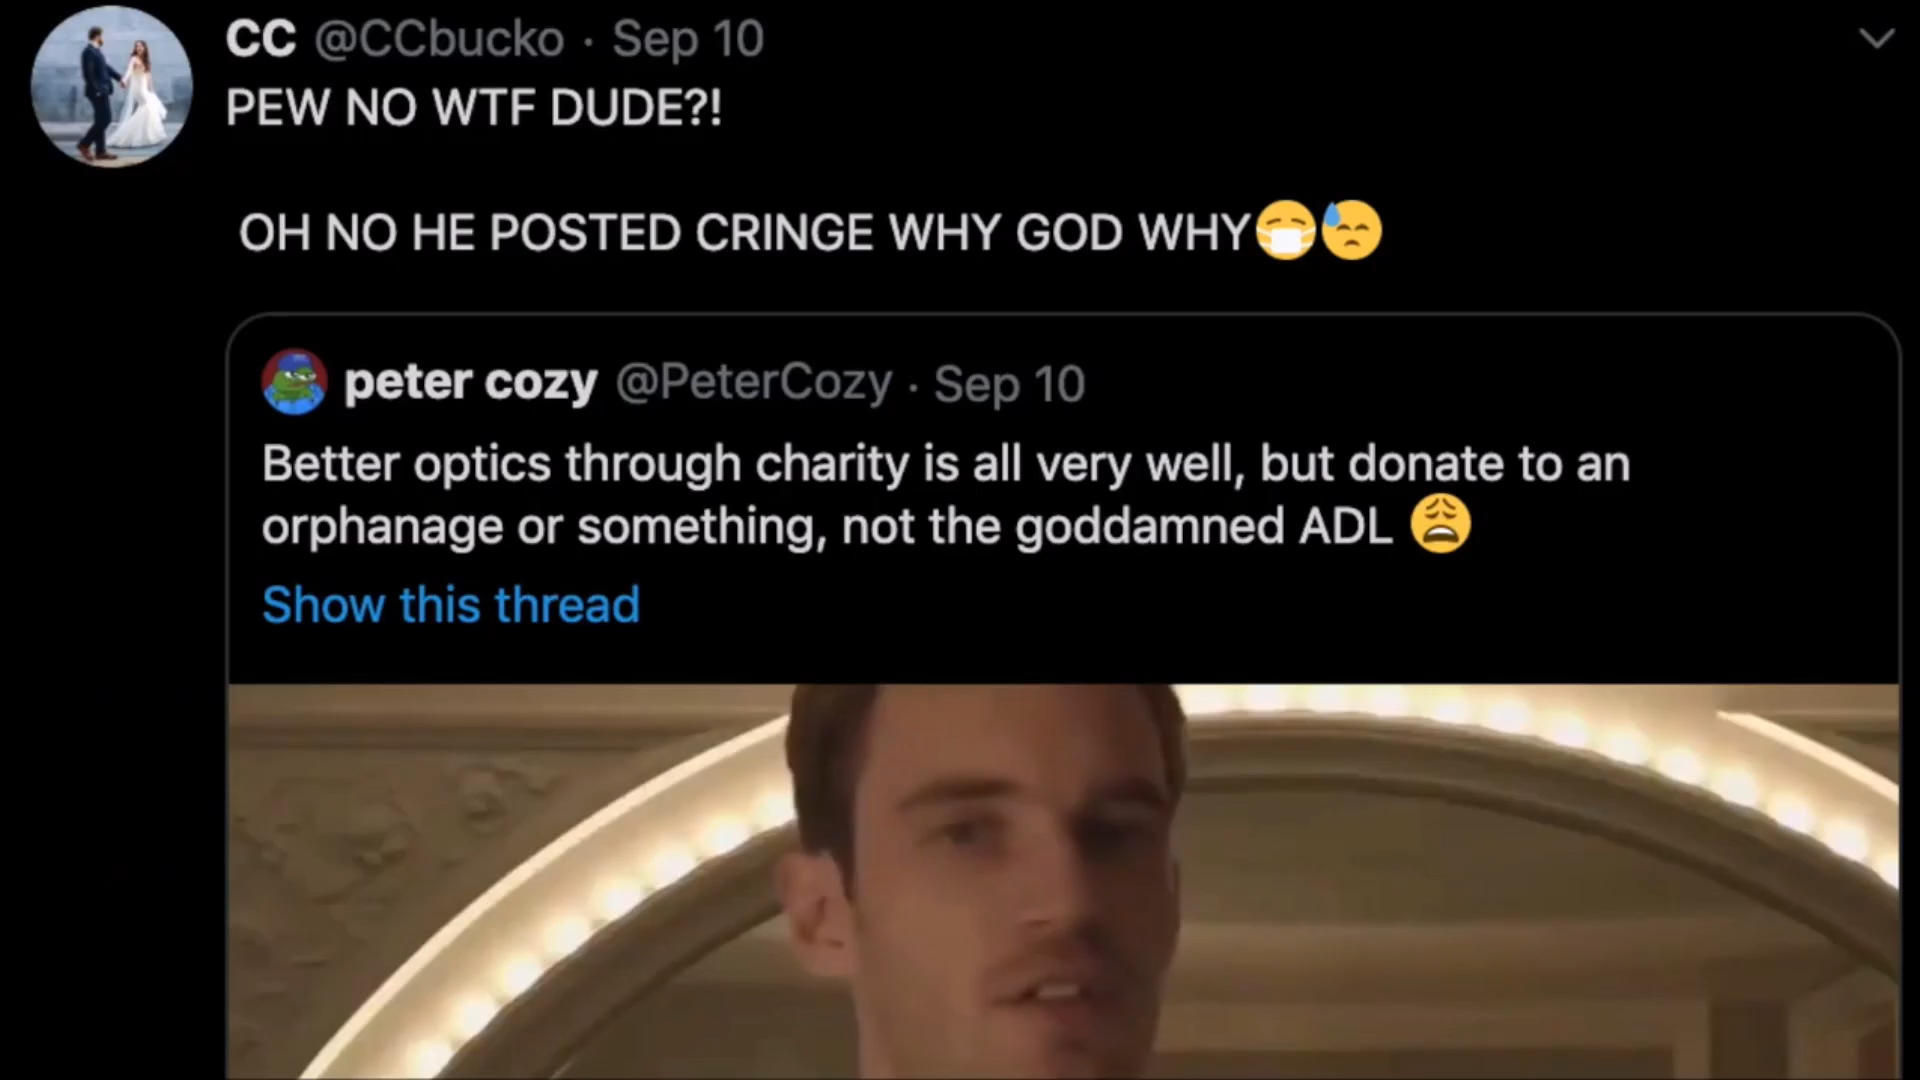 CC @CCbucko · Sep 10
PEW NO WTF DUDE?!
OH NO HE POSTED CRINGE WHY GOD WHY😷😓
peter cozy @PeterCozy · Sep 10
Better optics through charity is all very well, but donate to an
orphanage or something, not the goddamned ADL 😩
Show this thread